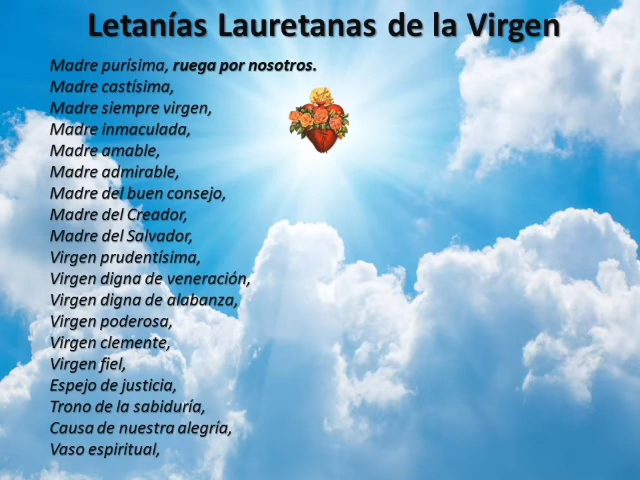 Letanías Lauretanas de la Virgen
Madre purísima, ruega por nosotros.
Madre castísima,
Madre siempre virgen,
Madre inmaculada,
Madre amable,
Madre admirable,
Madre del buen consejo,
Madre del Creador,
Madre del Salvador,
Virgen prudentísima,
Virgen digna de veneración,
Virgen digna de alabanza,
Virgen poderosa,
Virgen clemente,
Virgen fiel,
Espejo de justicia,
Trono de la sabiduría,
Causa de nuestra alegría,
Vaso espiritual,